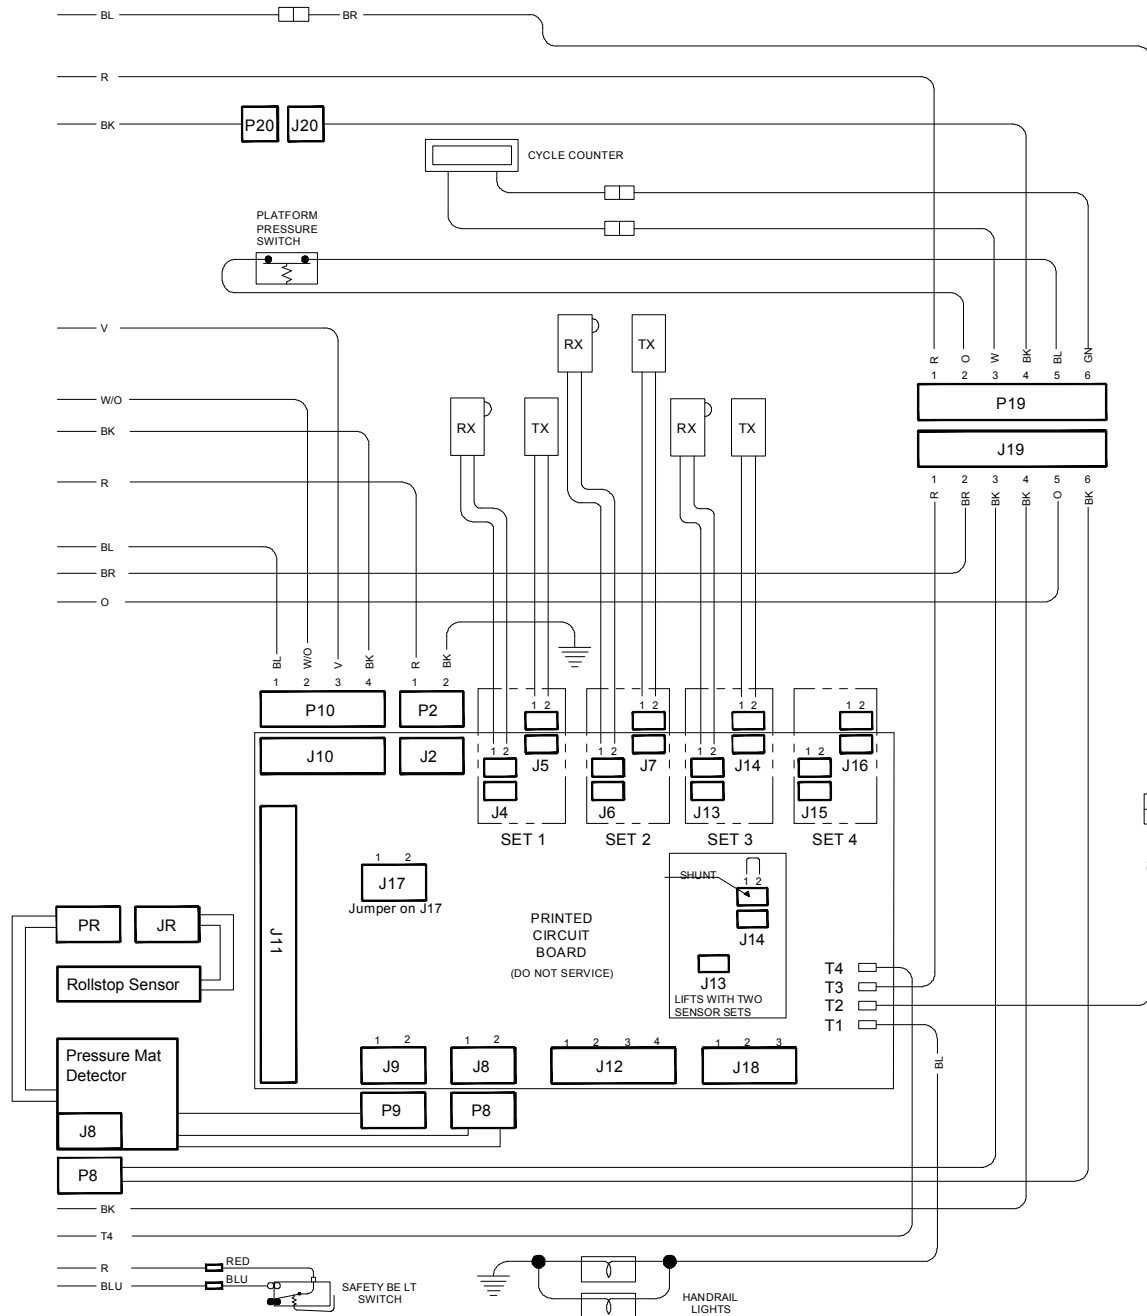 BL BR
R
BK P20 J20
CYCLE COUNTER
PLATFORM
PRESSURE
SWITCH
V
RX TX
R O W BK BL GN
1 2 3 4 5 6
P19
W/O
BK
RX TX RX TX
J19
1 2 3 4 5 6
R BR BK BK O BK
R
BL
BR
O
BL W/O V BK R BK
1 2 3 4 1 2
P10 P2
1 2 1 2 1 2 1 2
J10 J2
1 2 1 2 1 2 1 2
J5 J7 J14 J16
J4 J6 J13 J15
SET 1 SET 2 SET 3 SET 4
1 2
J17
Jumper on J17
SHUNT
1 2
J14
J13
LIFTS WITH TWO
SENSOR SETS
PRINTED
CIRCUIT
BOARD
(DO NOT SERVICE)
J11
PR JR
Rollstop Sensor
T4
T3
T2
T1
BL
Pressure Mat
Detector
J8
P8
1 2 1 2 1 2 3 4 1 2 3
J9 J8 J12 J18
P9 P8
BK
T4
R RED
BLU BLU
SAFETY BE LT
SWITCH
HANDRAIL
LIGHTS